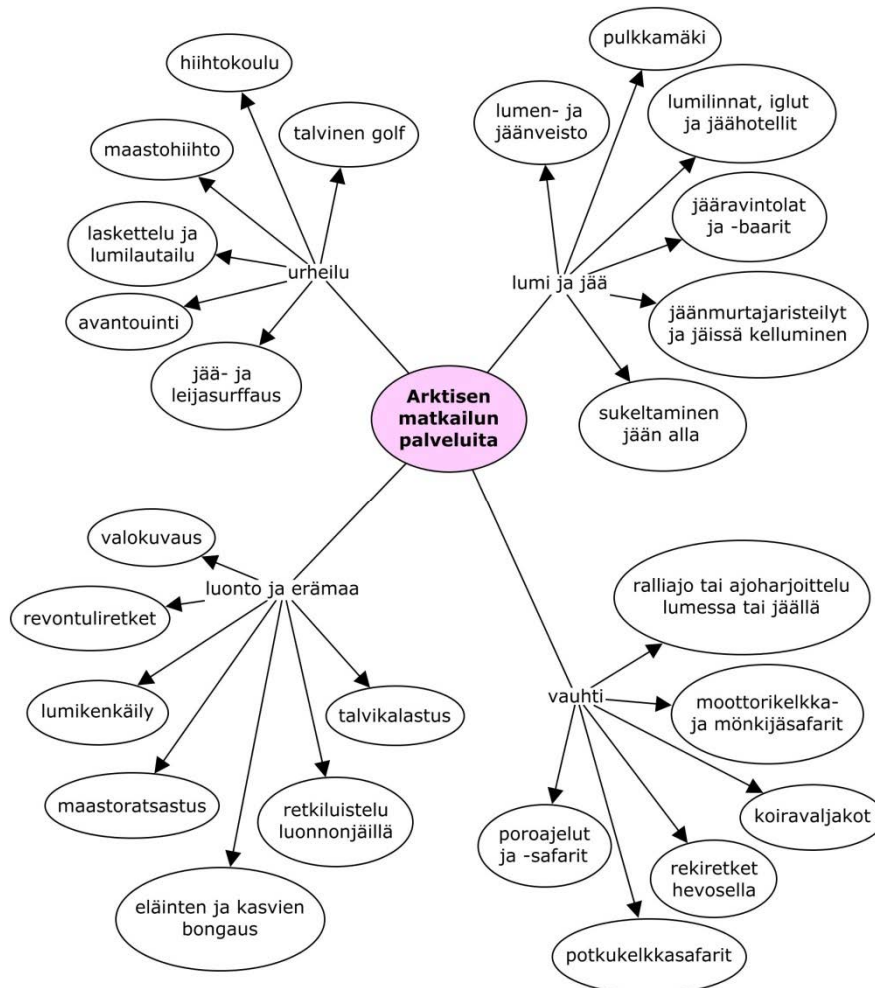 pulkkamäki
hiihtokoulu
lumen- ja
jäänveisto
lumilinnat, iglut
ja jäähotellit
talvinen golf
maastohiihto
jääravintolat
ja -baarit
laskettelu ja
lumilautailu
urheilu
lumi ja jää
avantouinti
jäänmurtajaristeilyt
ja jäissä kelluminen
jää- ja
leijasurffaus
Arktisen
matkailun
palveluita
sukeltaminen
jään alla
valokuvaus
luonto ja erämaa
revontuliretket
ralliajo tai ajoharjoittelu
lumessa tai jäällä
lumikenkäily
talvikalastus
vauhti
moottorikelkka-
ja mönkijäsafarit
maastoratsastus
retkiluistelu
luonnonjäillä
koiravaljakot
poroajelut
ja -safarit
rekiretket
hevosella
eläinten ja kasvien
bongaus
potkukelkkasafarit